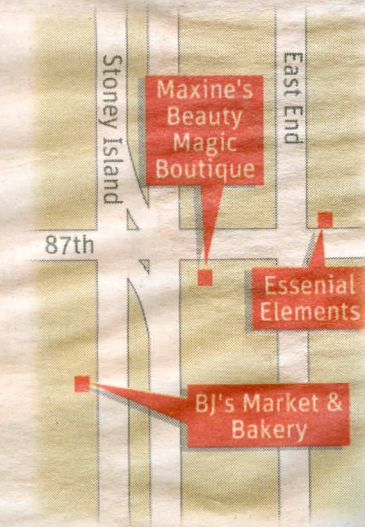 Stoney Island
East End
Maxine's
Beauty
Magic
Boutique
87th
Essenial
Elements
BJ's Market &
Bakery